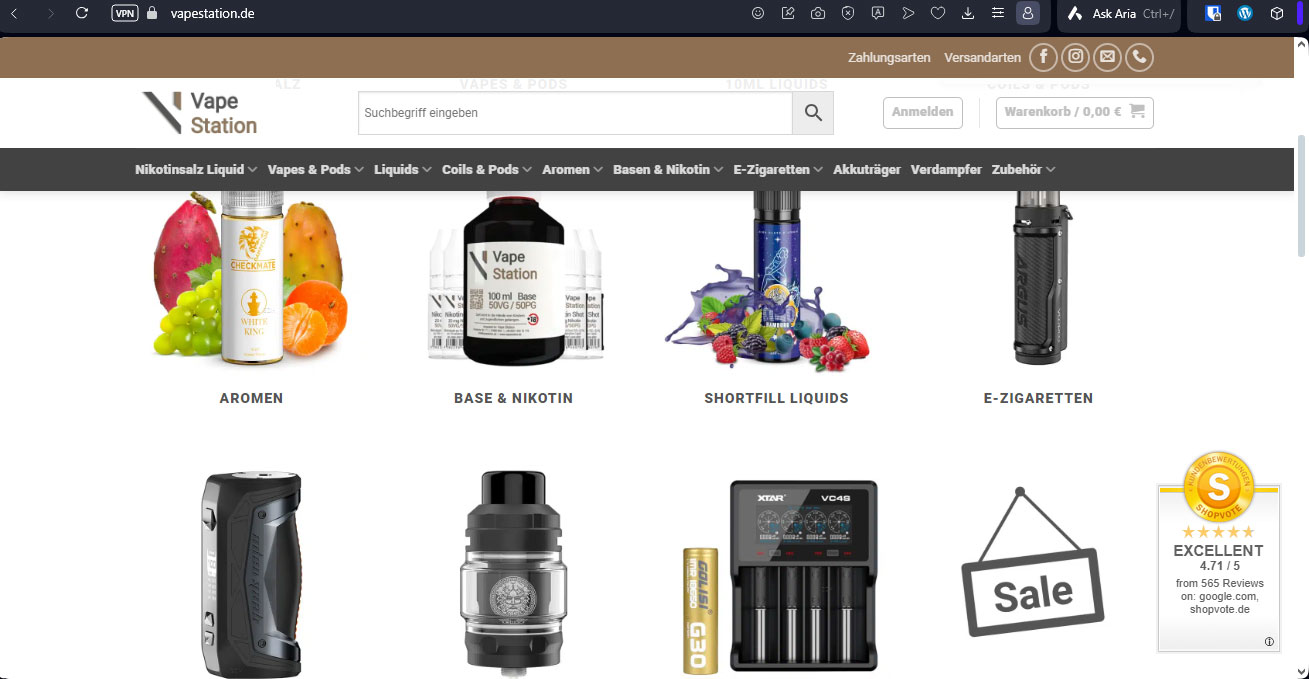 VPN
vapestation.de
Ask Aria Ctrl+/
Zahlungsarten Versandarten
ALZ VAPES & PODS 10ML LIQUIDS COILS & PODS
Vape
Station
Suchbegriff eingeben
Anmelden
Warenkorb / 0,00 €
Nikotinsalz Liquid Vapes & Pods Liquids Coils & Pods Aromen Basen & Nikotin E-Zigaretten Akkuträger Verdampfer Zubehör
CHECKMATE
WHITE
KING
Vape
Station
100 ml Base
50VG / 50PG
+18
ARGUS
AROMEN
BASE & NIKOTIN
SHORTFILL LIQUIDS
E-ZIGARETTEN
XTAR VC4S
GOLISI
G30
Sale
KUNDENBEWERTUNGEN
S
SHOPVOTE
EXCELLENT
4.71 / 5
from 565 Reviews
on: google.com,
shopvote.de